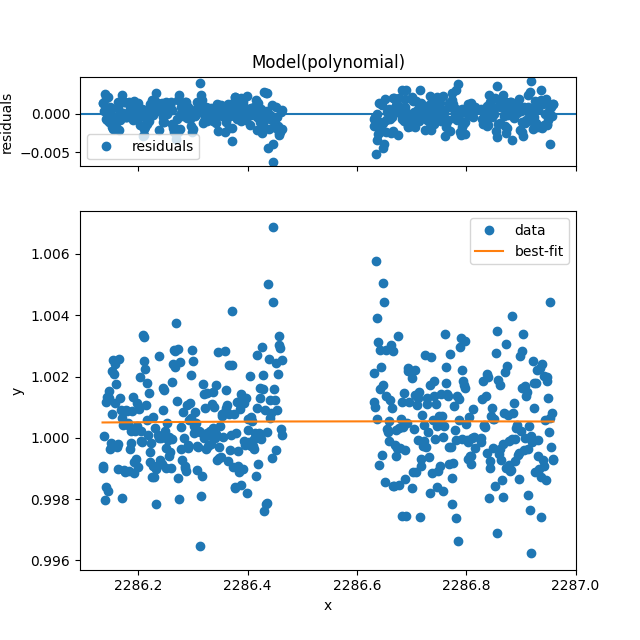 Model(polynomial)
residuals
0.000
−0.005
residuals
1.006
1.004
1.002
1.000
0.998
0.996
y
data
best-fit
2286.2
2286.4
2286.6
2286.8
2287.0
x